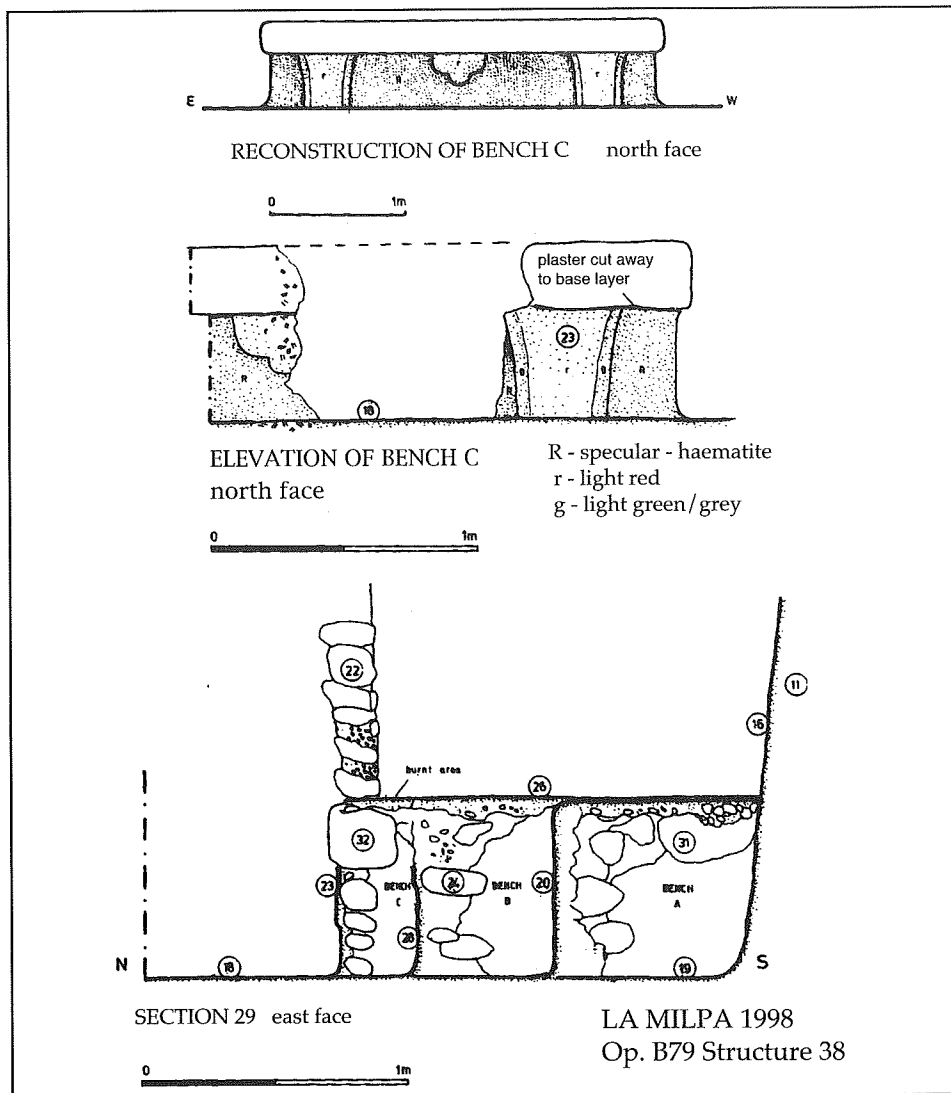 r
R
r
r
E
W
RECONSTRUCTION OF BENCH C north face
0 1m
plaster cut away
to base layer
23
r
R
R
g
r
g
R
18
ELEVATION OF BENCH C
north face
R - specular - haematite
r - light red
g - light green/grey
0 1m
22
11
16
burnt area
26
32
31
23
24
20
BENCH
C
BENCH
B
BENCH
A
28
N
18
19
S
SECTION 29 east face
LA MILPA 1998
Op. B79 Structure 38
0 1m